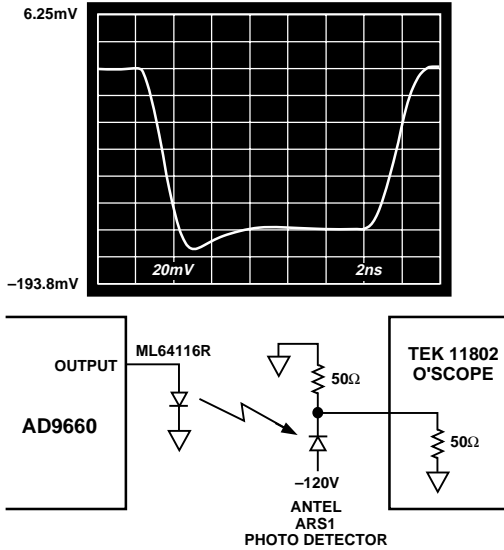 6.25mV
20mV 2ns
–193.8mV
OUTPUT
ML64116R
AD9660
50Ω
–120V
ANTEL
ARS1
PHOTO DETECTOR
TEK 11802
O'SCOPE
50Ω